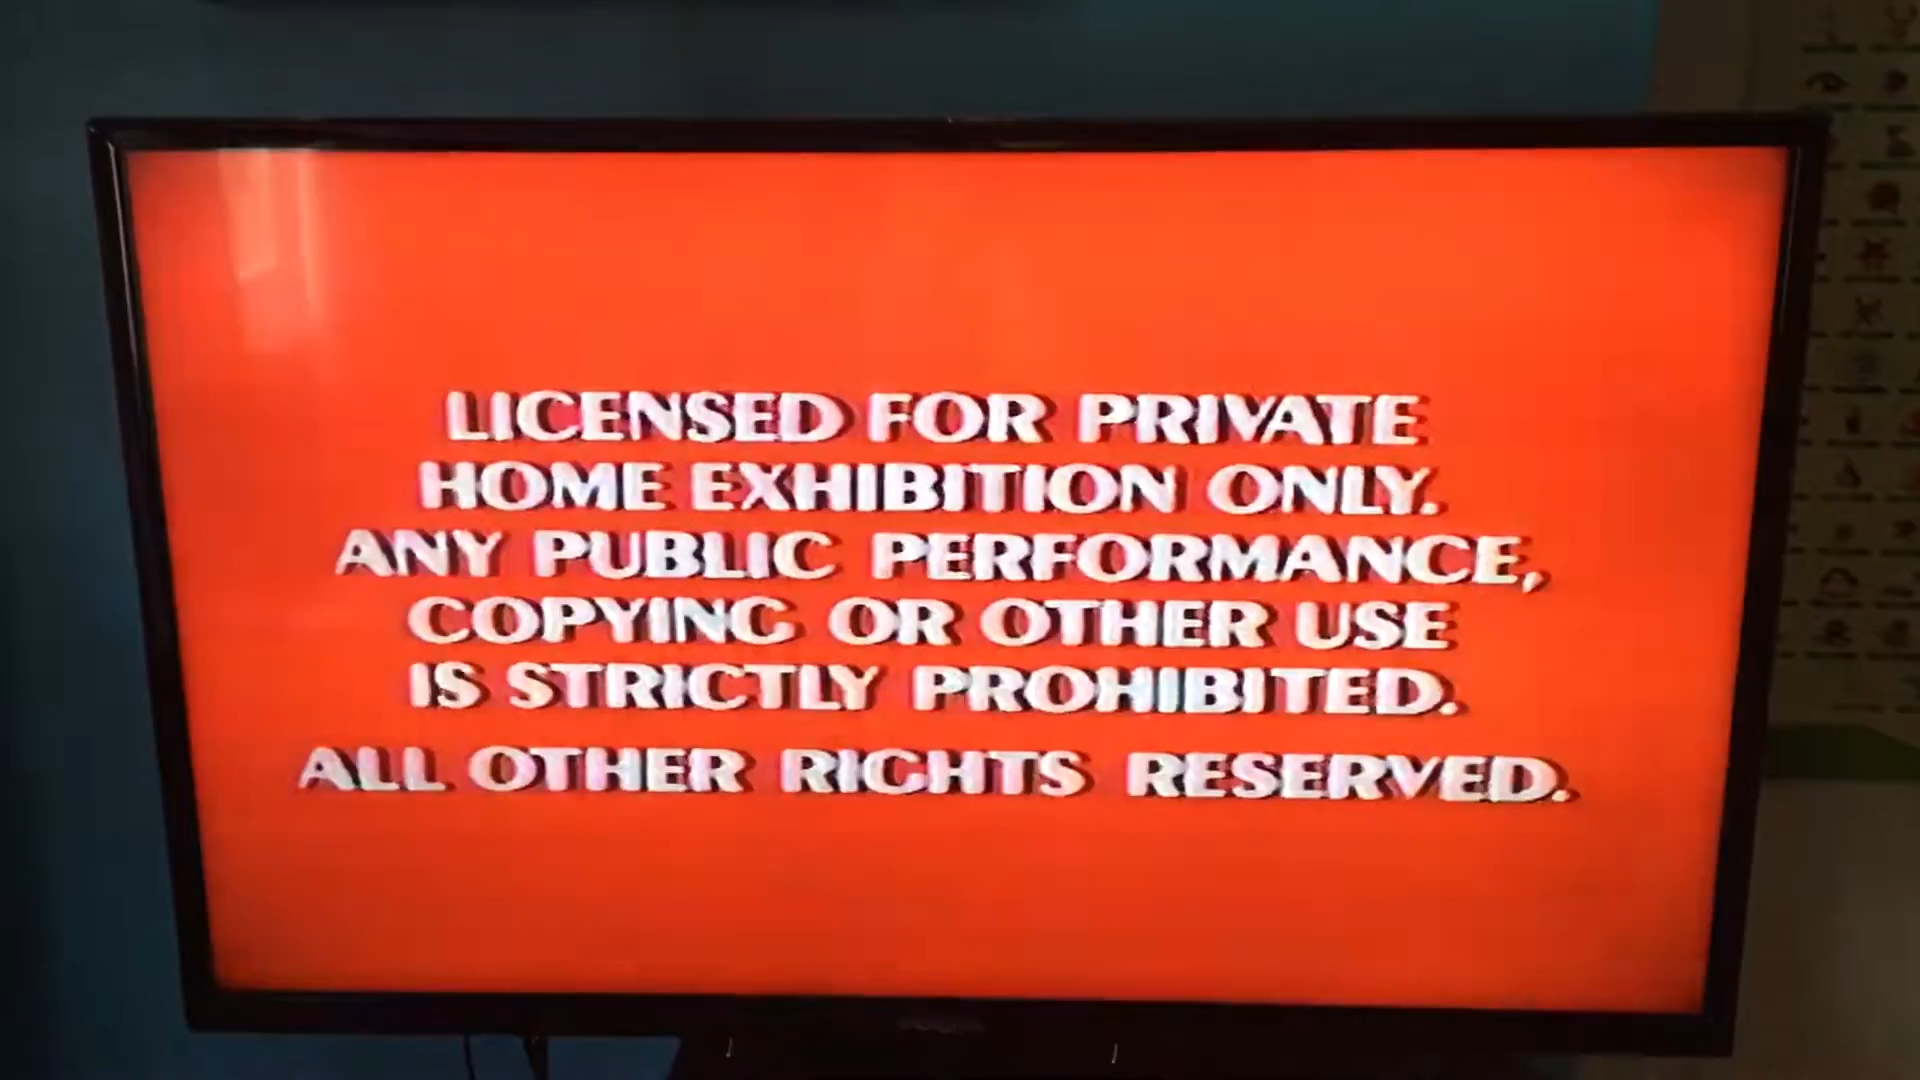 LICENSED FOR PRIVATE
HOME EXHIBITION ONLY.
ANY PUBLIC PERFORMANCE,
COPYING OR OTHER USE
IS STRICTLY PROHIBITED.
ALL OTHER RIGHTS RESERVED.